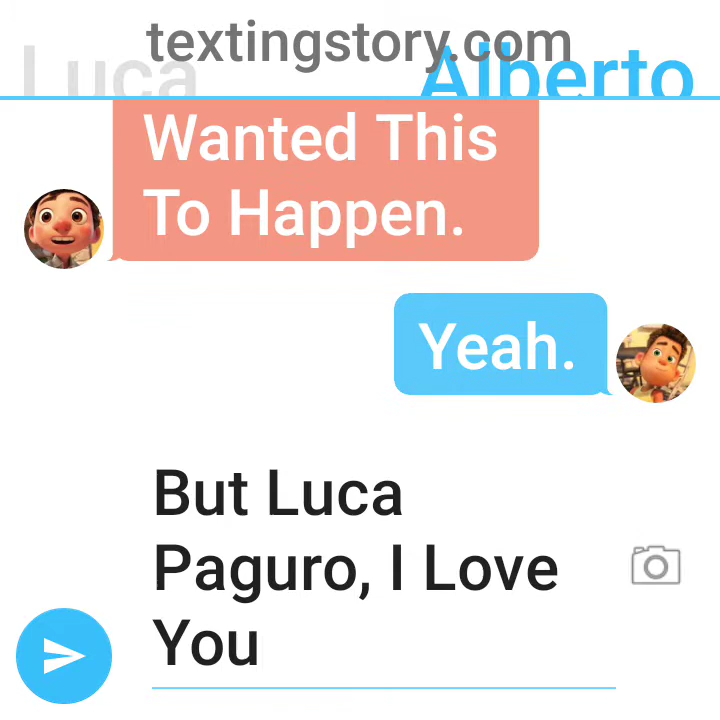 textingstory.com
Luca Alberto
Wanted This
To Happen.
Yeah.
But Luca
Paguro, I Love
You